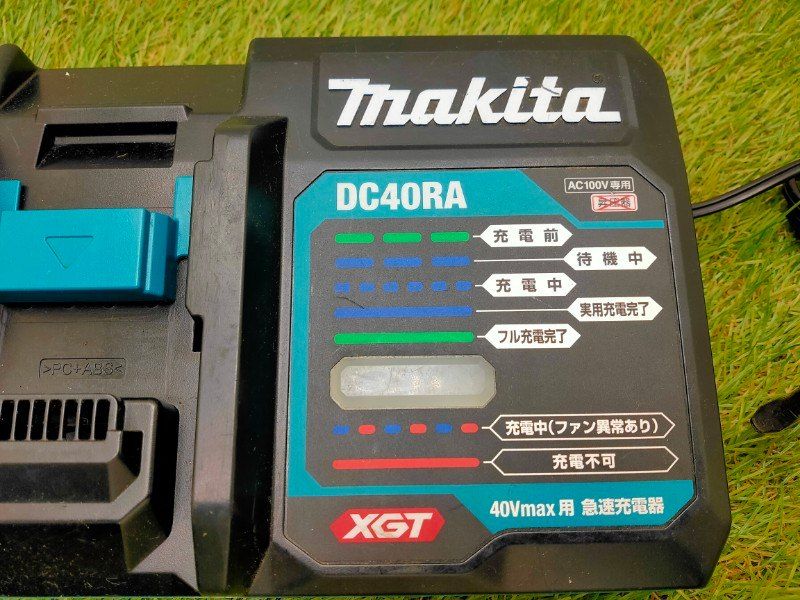 makita
DC40RA
AC100V専用
昇圧器
充電前
待機中
充電中
実用充電完了
フル充電完了
>PC+ABS<
充電中(ファン異常あり)
充電不可
XGT
40Vmax用 急速充電器